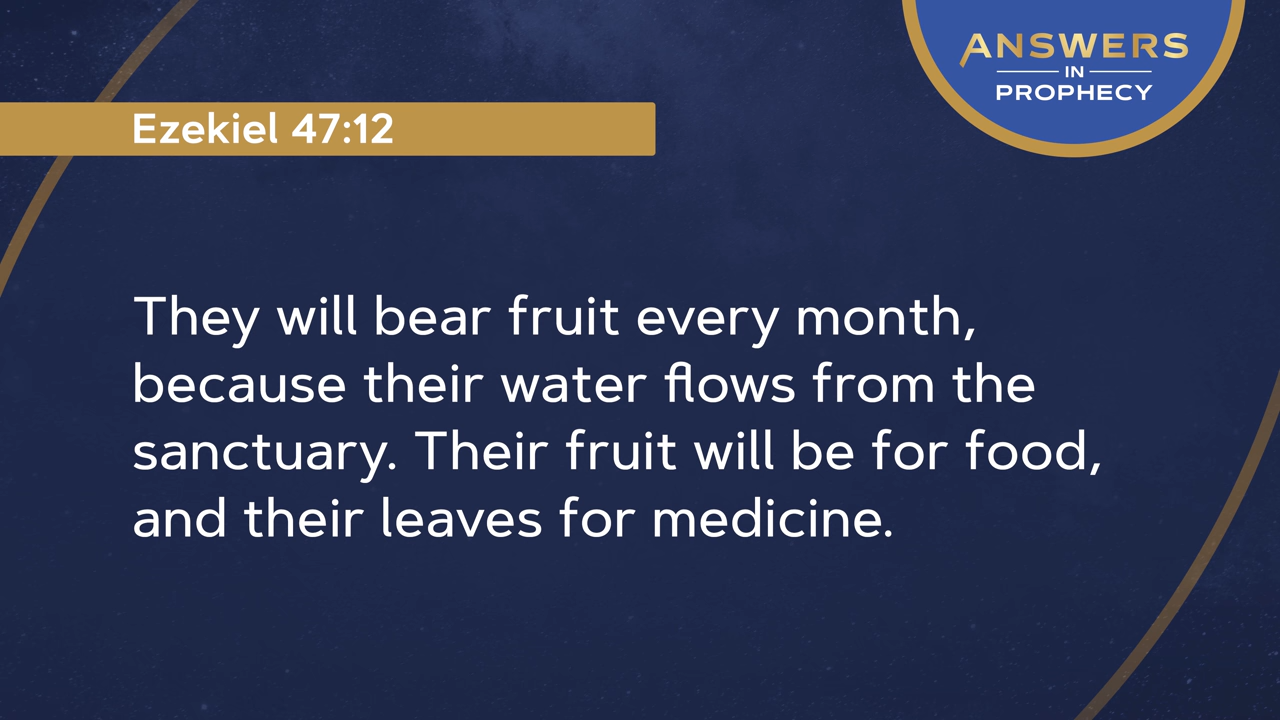 ANSWERS
IN
PROPHECY
Ezekiel 47:12
They will bear fruit every month,
because their water flows from the
sanctuary. Their fruit will be for food,
and their leaves for medicine.